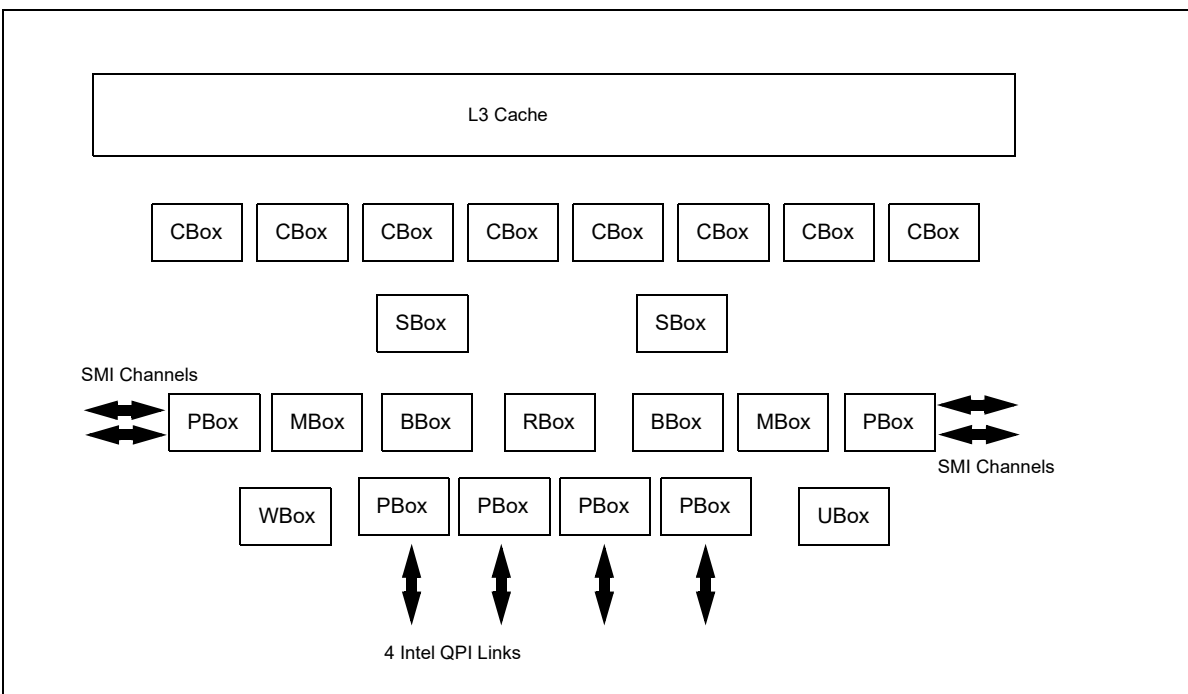 L3 Cache
CBox CBox CBox CBox CBox CBox CBox CBox
SBox SBox
SMI Channels
PBox MBox BBox RBox BBox MBox PBox
SMI Channels
WBox PBox PBox PBox PBox UBox
4 Intel QPI Links